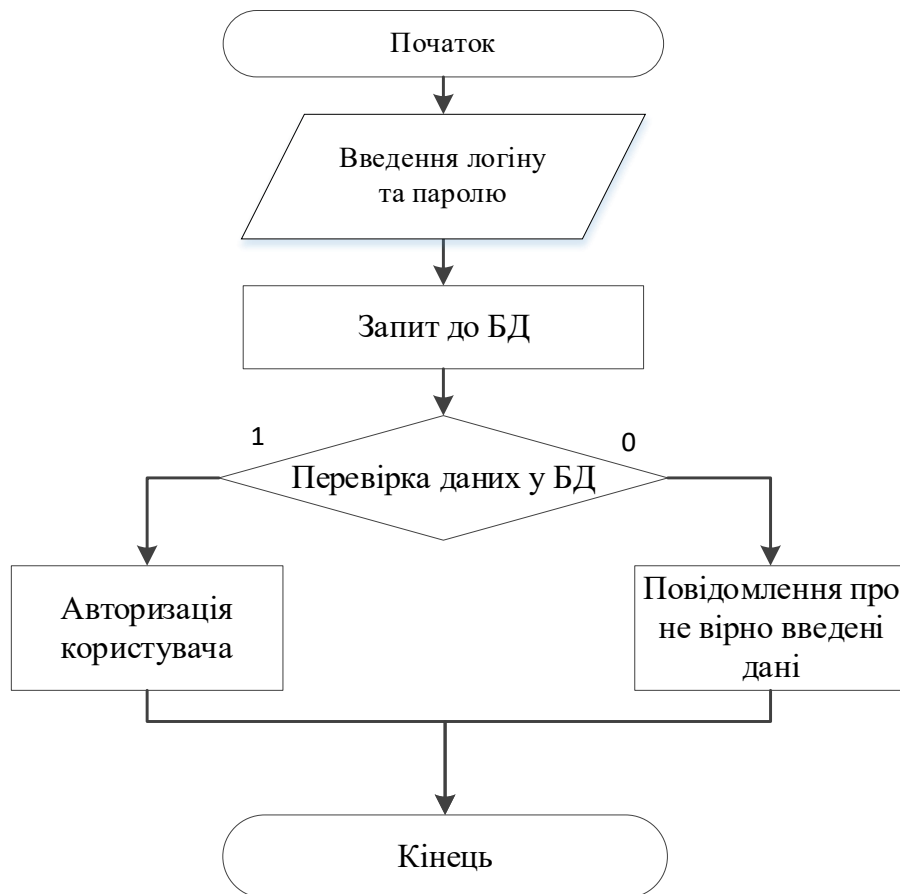 Початок
Введення логіну
та паролю
Запит до БД
1
0
Перевірка даних у БД
Авторизація
користувача
Повідомлення про
не вірно введені
дані
Кінець